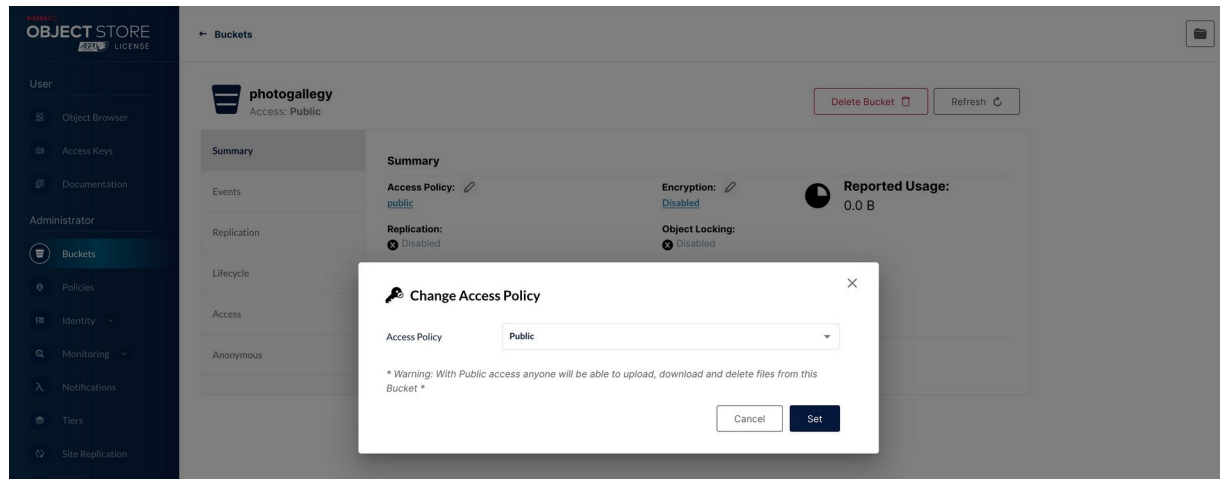 MINIO
OBJECT STORE
LICENSE
← Buckets
User
Object Browser
Access Keys
Documentation
Administrator
Buckets
Policies
Identity
Monitoring
Notifications
Tiers
Site Replication
photogallegy
Access: Public
Delete Bucket
Refresh
Summary
Events
Replication
Lifecycle
Access
Anonymous
Summary
Access Policy:
public
Encryption:
Disabled
Reported Usage:
0.0 B
Replication:
Disabled
Object Locking:
Disabled
Change Access Policy
Access Policy
Public
* Warning: With Public access anyone will be able to upload, download and delete files from this
Bucket *
Cancel
Set